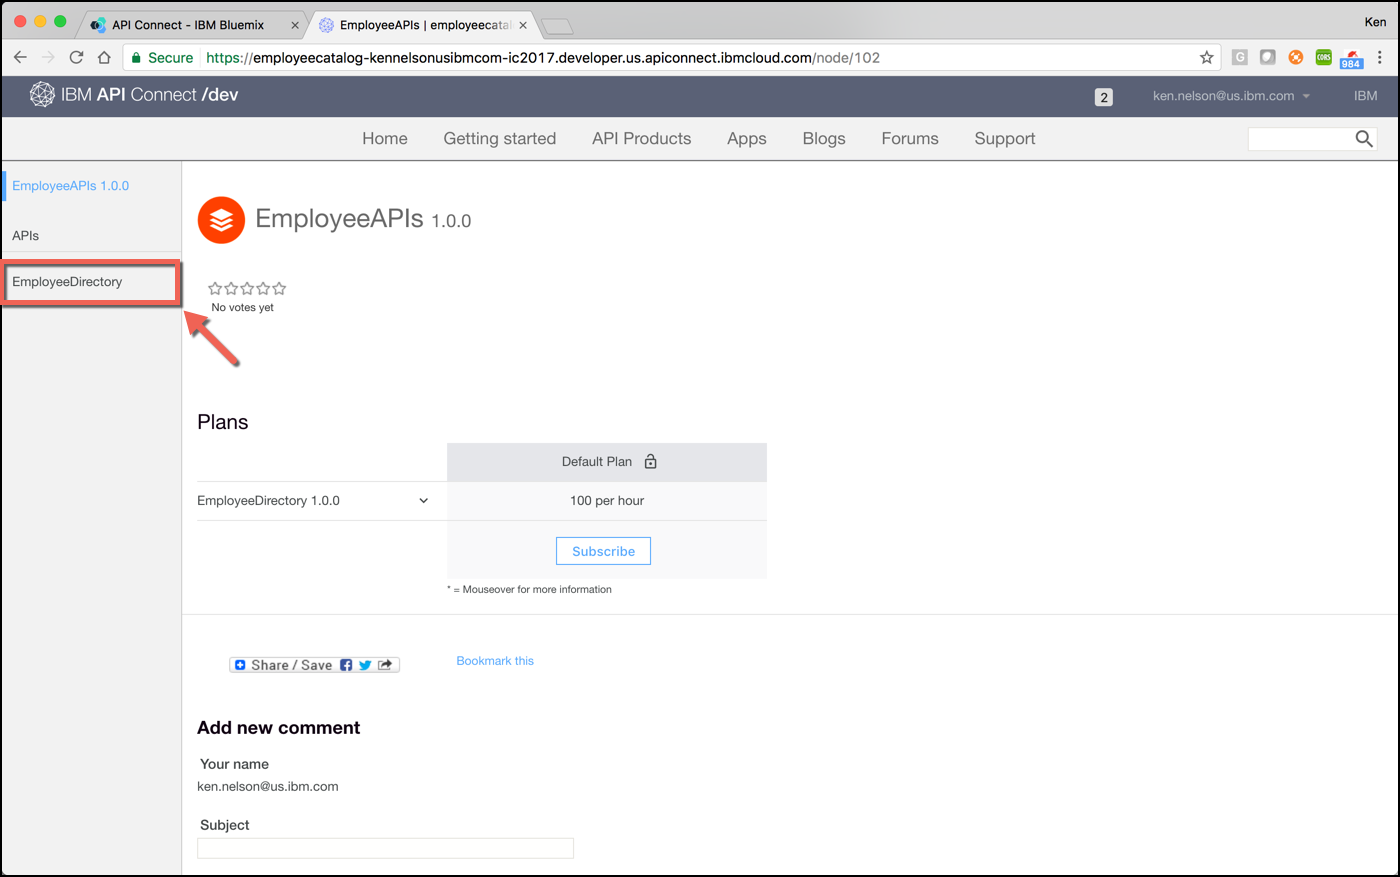 API Connect - IBM Bluemix
EmployeeAPIs | employeecatal
Ken
Secure https://employeecatalog-kennelsonusibmcom-ic2017.developer.us.apiconnect.ibmcloud.com/node/102
G
CORS
984
IBM API Connect /dev
2
ken.nelson@us.ibm.com
IBM
Home Getting started API Products Apps Blogs Forums Support
EmployeeAPIs 1.0.0
APIs
EmployeeDirectory
EmployeeAPIs 1.0.0
No votes yet
Plans
Default Plan
EmployeeDirectory 1.0.0 100 per hour
Subscribe
* = Mouseover for more information
Share / Save
Bookmark this
Add new comment
Your name
ken.nelson@us.ibm.com
Subject